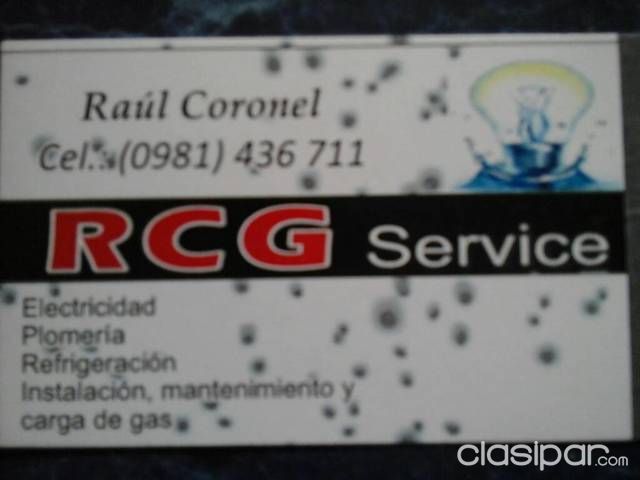 Raúl Coronel
Cel.: (0981) 436 711
RCG Service
Electricidad
Plomería
Refrigeración
Instalación, mantenimiento y
carga de gas.
clasipar.com